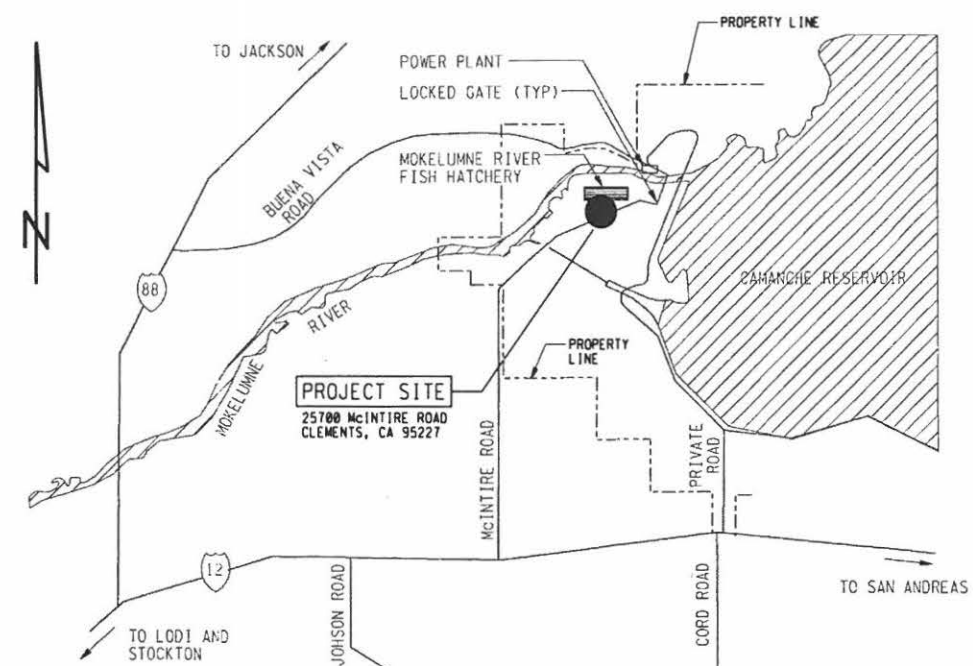 PROPERTY LINE
TO JACKSON
POWER PLANT
LOCKED GATE (TYP)
MOKELUMNE RIVER
FISH HATCHERY
BUENA VISTA
ROAD
N
88
CAMANCHE RESERVOIR
MOKELUMNE
RIVER
PROPERTY
LINE
PROJECT SITE
25700 McINTIRE ROAD
CLEMENTS, CA 95227
McINTIRE ROAD
PRIVATE
ROAD
12
TO SAN ANDREAS
JOHSON ROAD
CORD ROAD
TO LODI AND
STOCKTON